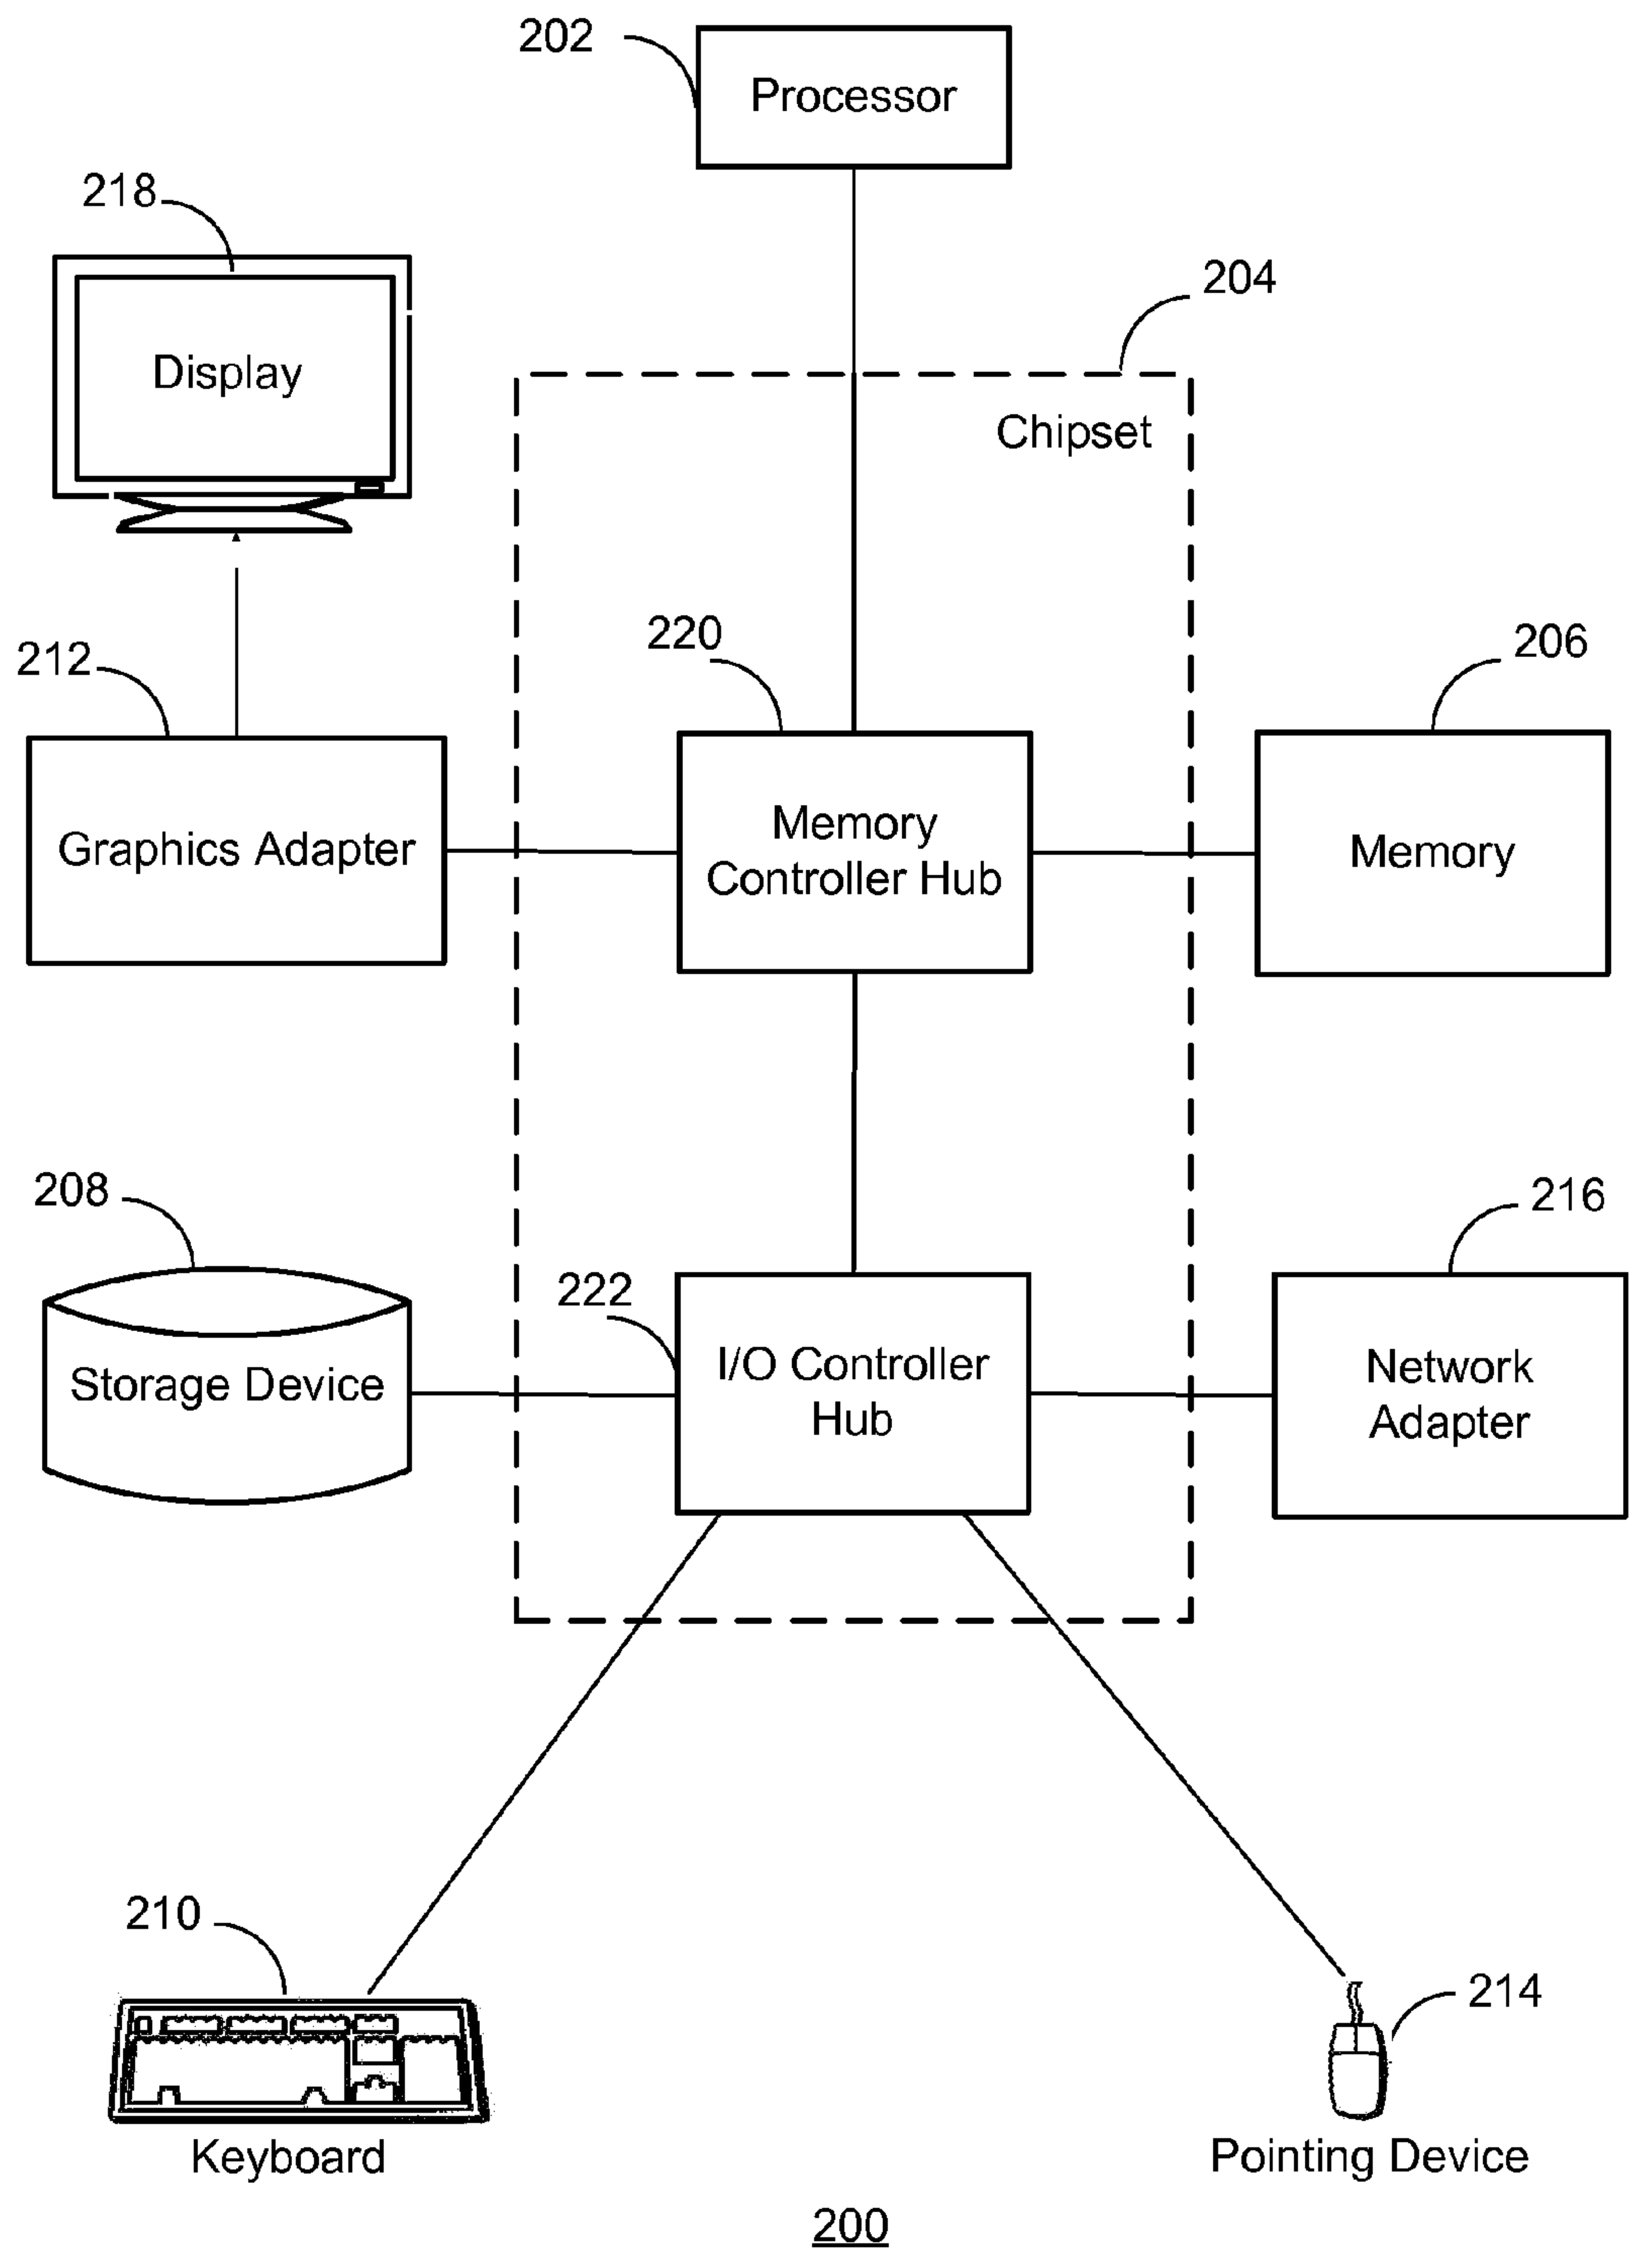 202
Processor
218
Display
204
Chipset
212
Graphics Adapter
220
Memory
Controller Hub
206
Memory
208
Storage Device
222
I/O Controller
Hub
216
Network
Adapter
210
Keyboard
214
Pointing Device
200